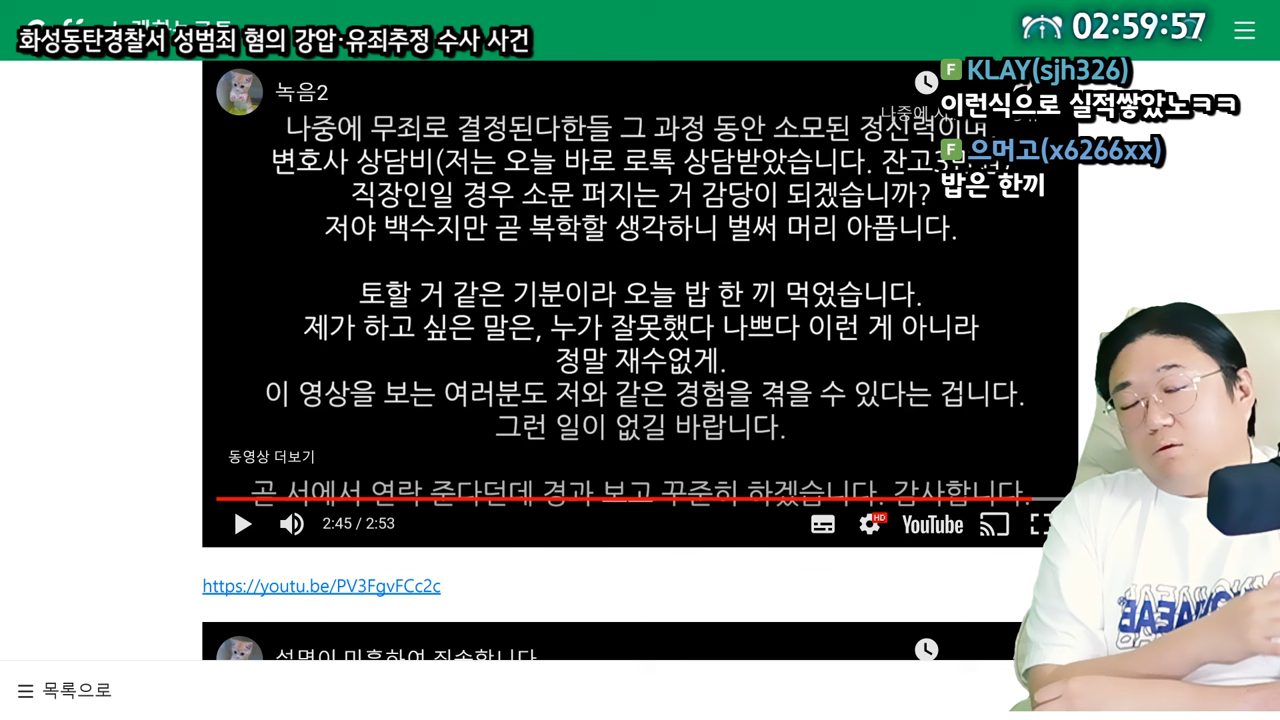 화성동탄경찰서 성범죄 혐의 강압·유죄추정 수사 사건
02:59:57
녹음2
나중에 무죄로 결정된다한들 그 과정 동안 소모된 정신력이며,
변호사 상담비(저는 오늘 바로 로톡 상담받았습니다. 잔고
직장인일 경우 소문 퍼지는 거 감당이 되겠습니까?
저야 백수지만 곧 복학할 생각하니 벌써 머리 아픕니다.
토할 거 같은 기분이라 오늘 밥 한 끼 먹었습니다.
제가 하고 싶은 말은, 누가 잘못했다 나쁘다 이런 게 아니라
정말 재수없게.
이 영상을 보는 여러분도 저와 같은 경험을 겪을 수 있다는 겁니다.
그런 일이 없길 바랍니다.
동영상 더보기
곧 서에서 연락 준다던데 경과 보고 꾸준히 하겠습니다. 감사합니다.
2:45 / 2:53
HD
YouTube
F KLAY(sjh326)
이런식으로 실적쌓았노ㅋㅋ
F 으머고(x6266xx)
밥은 한끼
https://youtu.be/PV3FgvFCc2c
설명이 미흡하여 죄송합니다
목록으로